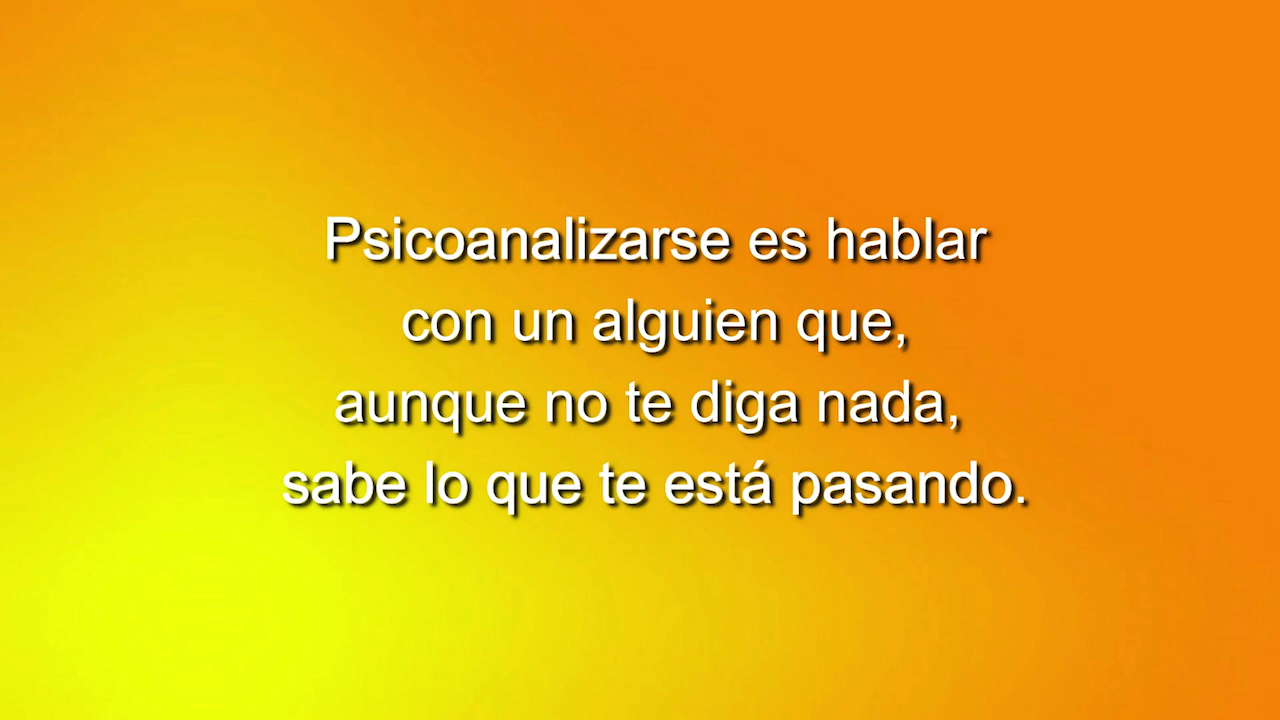 Psicoanalizarse es hablar
con un alguien que,
aunque no te diga nada,
sabe lo que te está pasando.